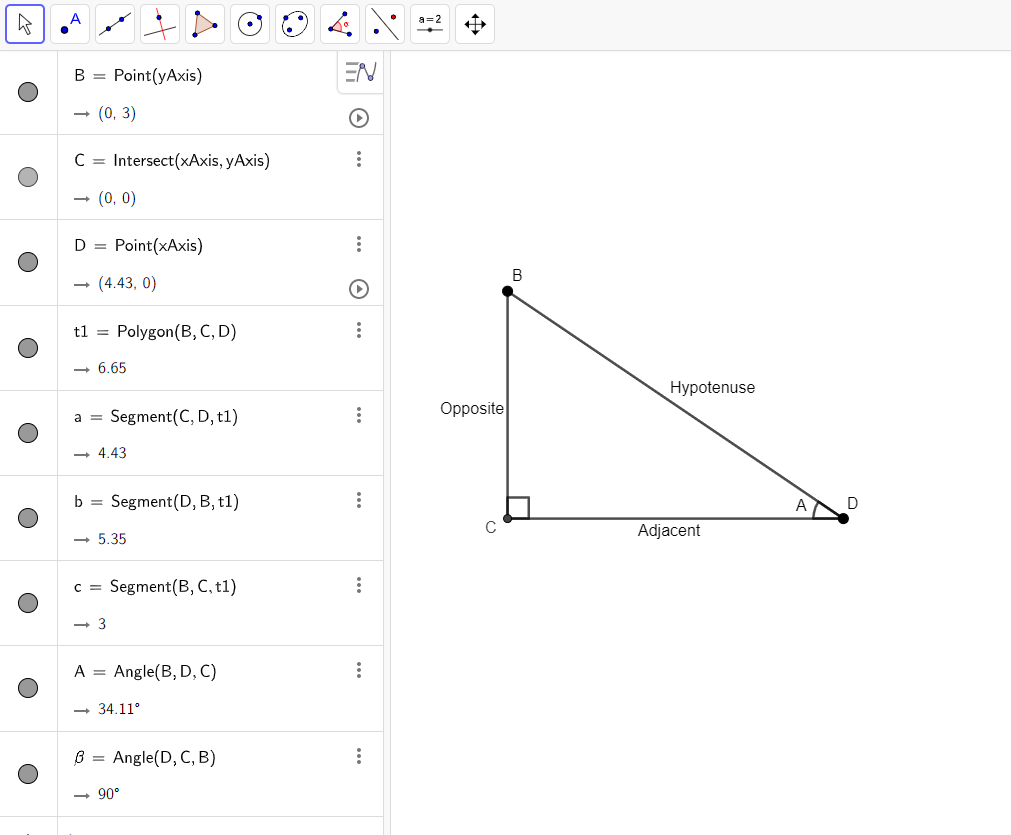 A
a=2
B = Point(yAxis)
→ (0, 3)
C = Intersect(xAxis, yAxis)
→ (0, 0)
D = Point(xAxis)
→ (4.43, 0)
t1 = Polygon(B, C, D)
→ 6.65
a = Segment(C, D, t1)
→ 4.43
b = Segment(D, B, t1)
→ 5.35
c = Segment(B, C, t1)
→ 3
A = Angle(B, D, C)
→ 34.11°
β = Angle(D, C, B)
→ 90°
B
Hypotenuse
Opposite
A
D
C
Adjacent